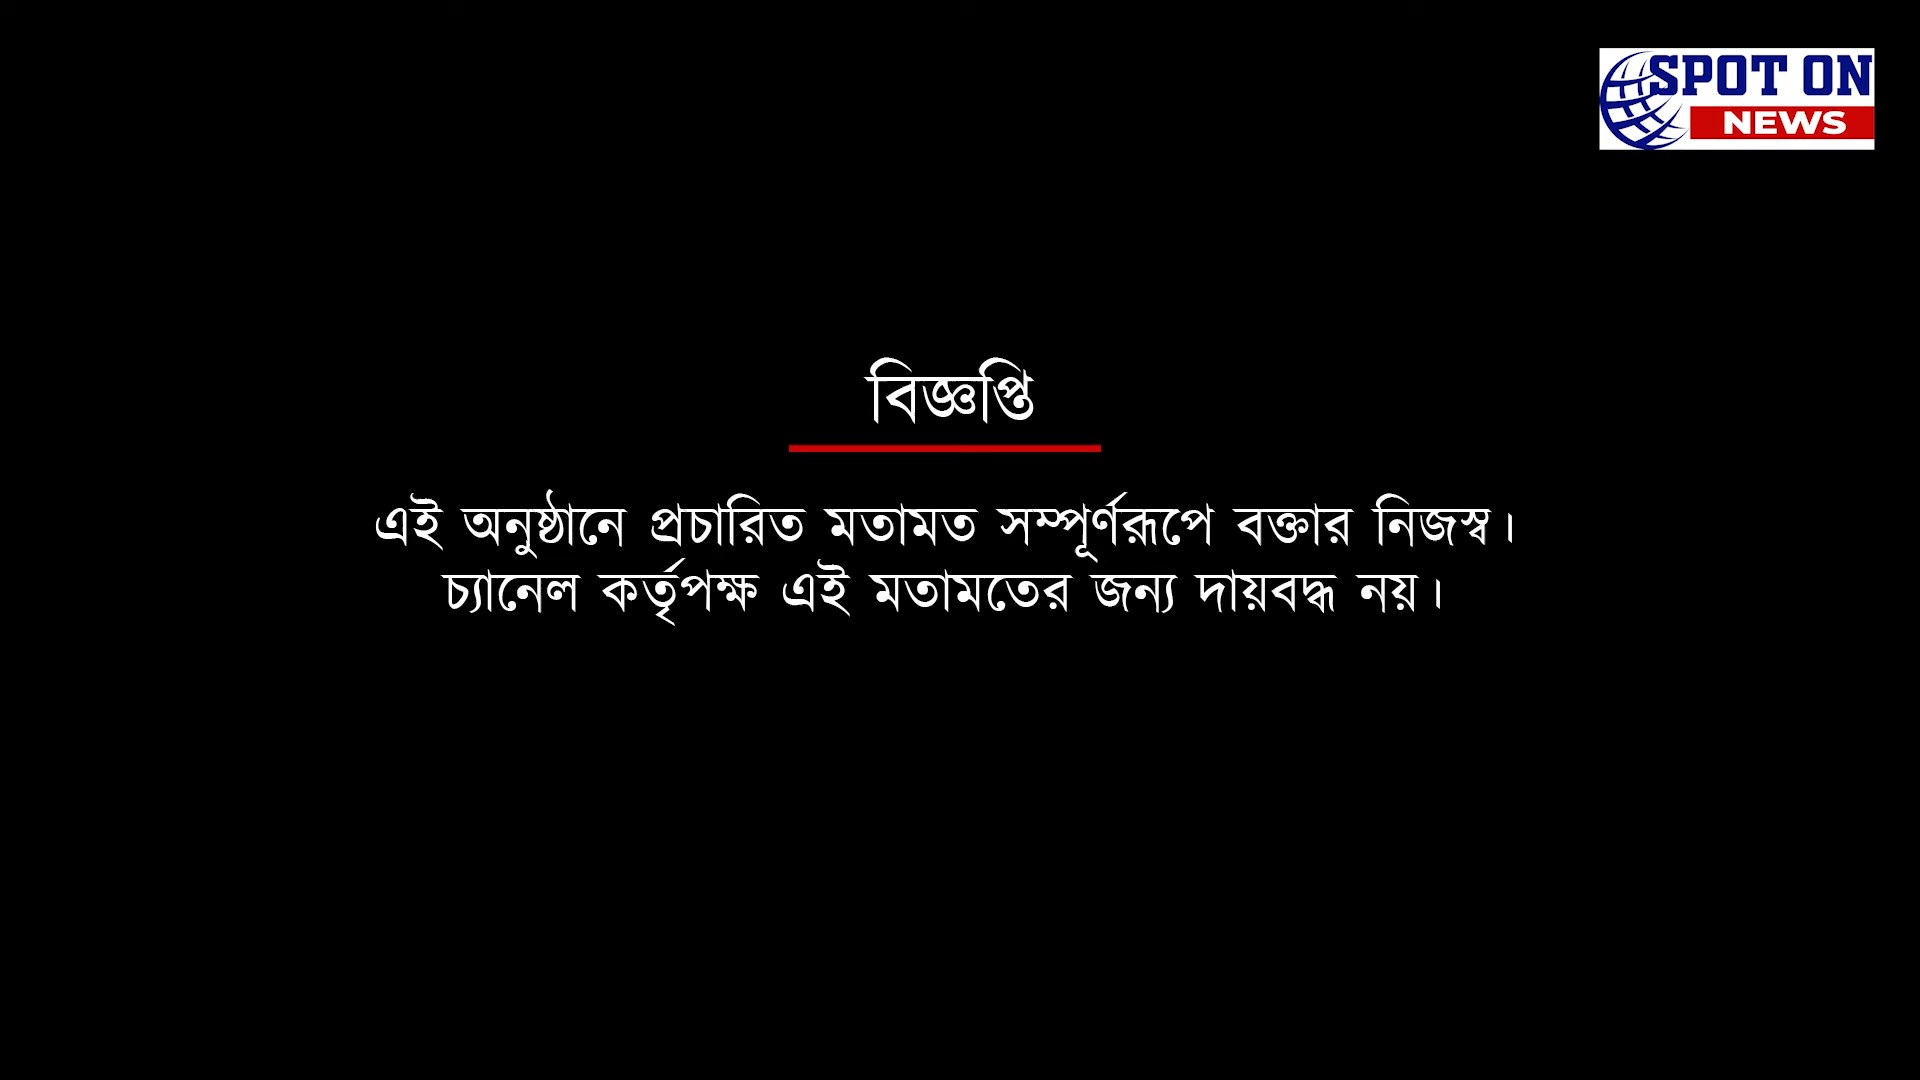 SPOT ON
NEWS
বিজ্ঞপ্তি
এই অনুষ্ঠানে প্রচারিত মতামত সম্পূর্ণরূপে বক্তার নিজস্ব।
চ্যানেল কর্তৃপক্ষ এই মতামতের জন্য দায়বদ্ধ নয়।